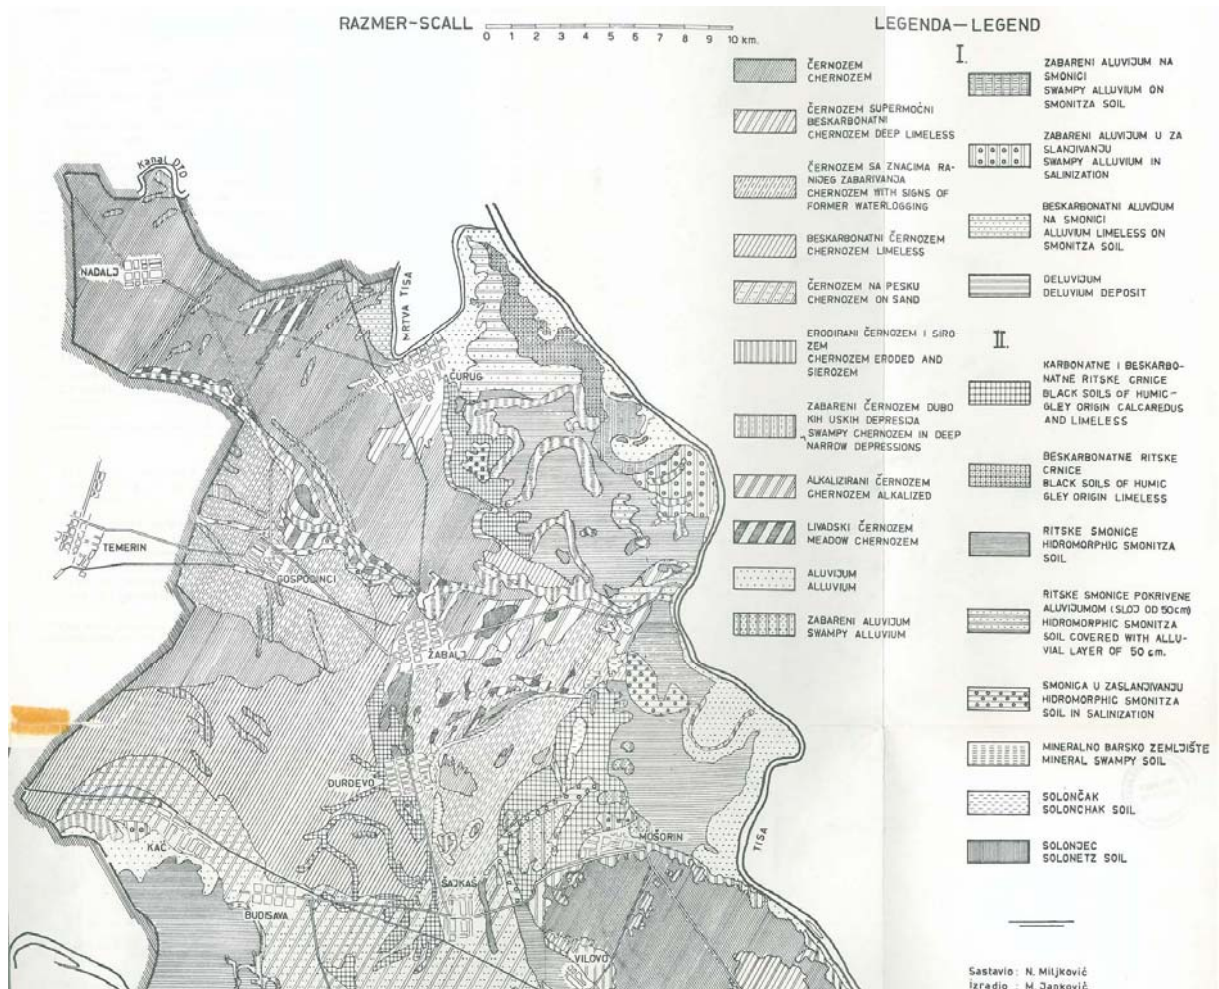 RAZMER-SCALL
0 1 2 3 4 5 6 7 8 9 10 km.
LEGENDA-LEGEND
I.
ČERNOZEM
CHERNOZEM
ČERNOZEM SUPERMOĆNI
BESKARBONATNI
CHERNOZEM DEEP LIMELESS
ČERNOZEM SA ZNACIMA RA-
NIJEG ZABARIVANJA
CHERNOZEM WITH SIGNS OF
FORMER WATERLOGGING
BESKARBONATNI ČERNOZEM
CHERNOZEM LIMELESS
ČERNOZEM NA PESKU
CHERNOZEM ON SAND
ERODIRANI ČERNOZEM I SIRO
ZEM
CHERNOZEM ERODED AND
SIEROZEM
ZABARENI ČERNOZEM DUBO
KIH USKIH DEPRESIJA
SWAMPY CHERNOZEM IN DEEP
NARROW DEPRESSIONS
ALKALIZIRANI ČERNOZEM
CHERNOZEM ALKALIZED
LIVADSKI ČERNOZEM
MEADOW CHERNOZEM
ALUVIJUM
ALLUVIUM
ZABARENI ALUVIJUM
SWAMPY ALLUVIUM
ZABARENI ALUVIJUM NA
SMONICI
SWAMPY ALLUVIUM ON
SMONITZA SOIL
ZABARENI ALUVIJUM U ZA
SLANJIVANJU
SWAMPY ALLUVIUM IN
SALINIZATION
BESKARBONATNI ALUVIJUM
NA SMONICI
ALLUVIUM LIMELESS ON
SMONITZA SOIL
DELUVIJUM
DELUVIUM DEPOSIT
II.
KARBONATNE I BESKARBO-
NATNE RITSKE CRNICE
BLACK SOILS OF HUMIC-
GLEY ORIGIN CALCAREDUS
AND LIMELESS
BESKARBONATNE RITSKE
CRNICE
BLACK SOILS OF HUMIC
GLEY ORIGIN LIMELESS
RITSKE SMONICE
HIDROMORPHIC SMONITZA
SOIL
RITSKE SMONICE POKRIVENE
ALUVIJUMOM (SLOJ OD 50cm)
HIDROMORPHIC SMONITZA
SOIL COVERED WITH ALLU-
VIAL LAYER OF 50 cm.
SMONICA U ZASLANJIVANJU
HIDROMORPHIC SMONITZA
SOIL IN SALINIZATION
MINERALNO BARSKO ZEMLJIŠTE
MINERAL SWAMPY SOIL
SOLONČAK
SOLONCHAK SOIL
SOLONJEC
SOLONETZ SOIL
Kanal DTD
NADALJ
MRTVA TISA
ČURUG
TEMERIN
GOSPOĐINCI
ŽABALJ
ĐURĐEVO
MOŠORIN
TISA
KAĆ
ŠAJKAŠ
BUDISAVA
VILOVO
Sastavio : N. Miljković
Izradio : M. Janković